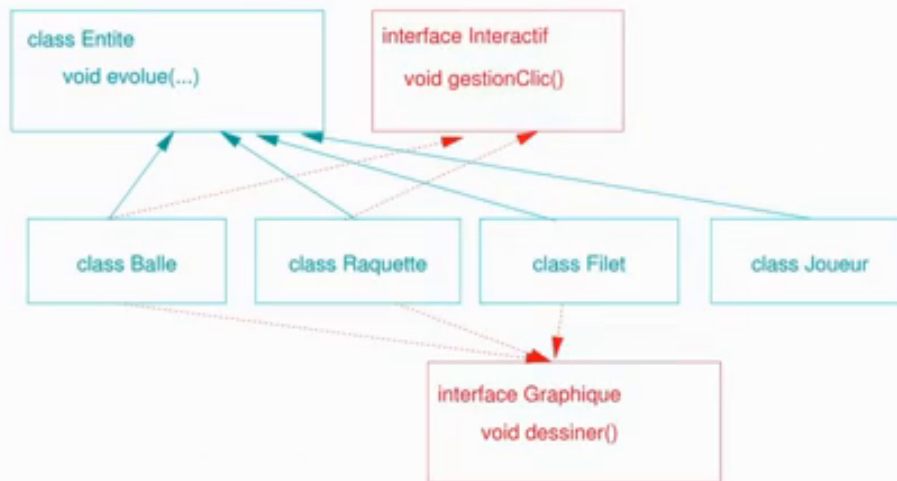 class Entite
void evolue(...)
interface Interactif
void gestionClic()
class Balle
class Raquette
class Filet
class Joueur
interface Graphique
void dessiner()